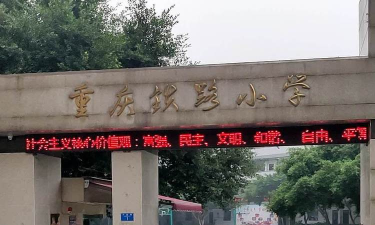 重庆铁路小学
社会主义核心价值观：富强、民主、文明、和谐、 自由、平